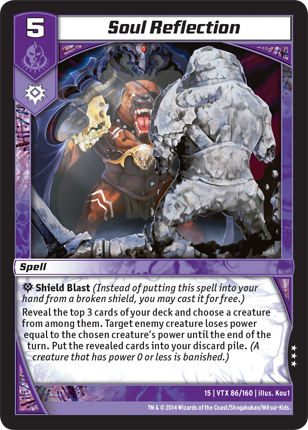 5
Soul Reflection
Spell
Shield Blast (Instead of putting this spell into your
hand from a broken shield, you may cast it for free.)
Reveal the top 3 cards of your deck and choose a creature
from among them. Target enemy creature loses power
equal to the chosen creature's power until the end of the
turn. Put the revealed cards into your discard pile. (A
creature that has power 0 or less is banished.)
15 | VTX 86/160 | illus. Kou1
TM & © 2014 Wizards of the Coast/Shogakukan/Mitsui-Kids.